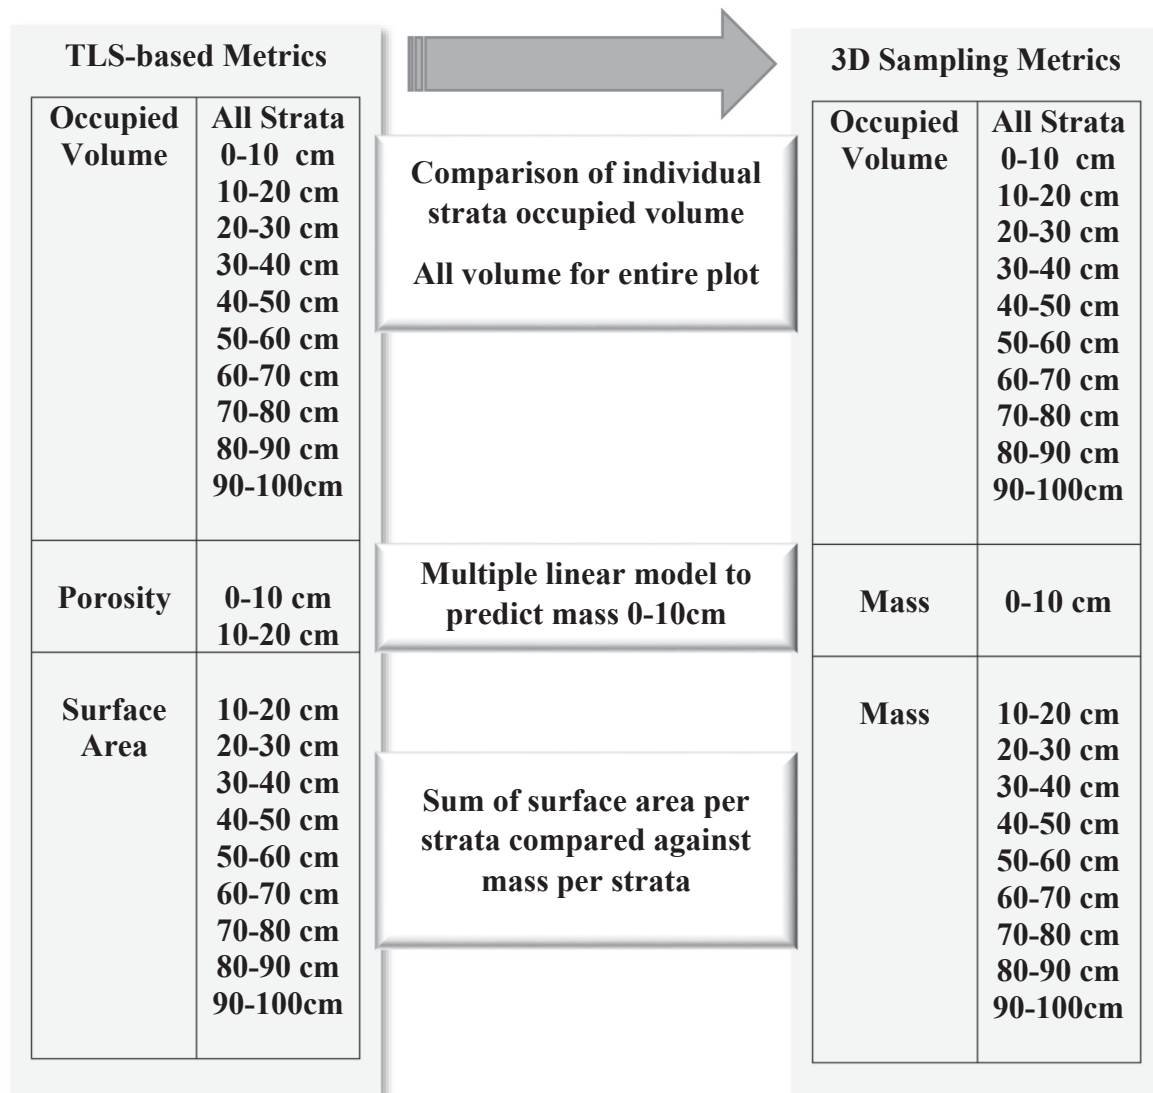 TLS-based Metrics
Occupied
Volume
All Strata
0-10 cm
10-20 cm
20-30 cm
30-40 cm
40-50 cm
50-60 cm
60-70 cm
70-80 cm
80-90 cm
90-100cm
Porosity
0-10 cm
10-20 cm
Surface
Area
10-20 cm
20-30 cm
30-40 cm
40-50 cm
50-60 cm
60-70 cm
70-80 cm
80-90 cm
90-100cm
Comparison of individual
strata occupied volume
All volume for entire plot
Multiple linear model to
predict mass 0-10cm
Sum of surface area per
strata compared against
mass per strata
3D Sampling Metrics
Occupied
Volume
All Strata
0-10 cm
10-20 cm
20-30 cm
30-40 cm
40-50 cm
50-60 cm
60-70 cm
70-80 cm
80-90 cm
90-100cm
Mass
0-10 cm
Mass
10-20 cm
20-30 cm
30-40 cm
40-50 cm
50-60 cm
60-70 cm
70-80 cm
80-90 cm
90-100cm